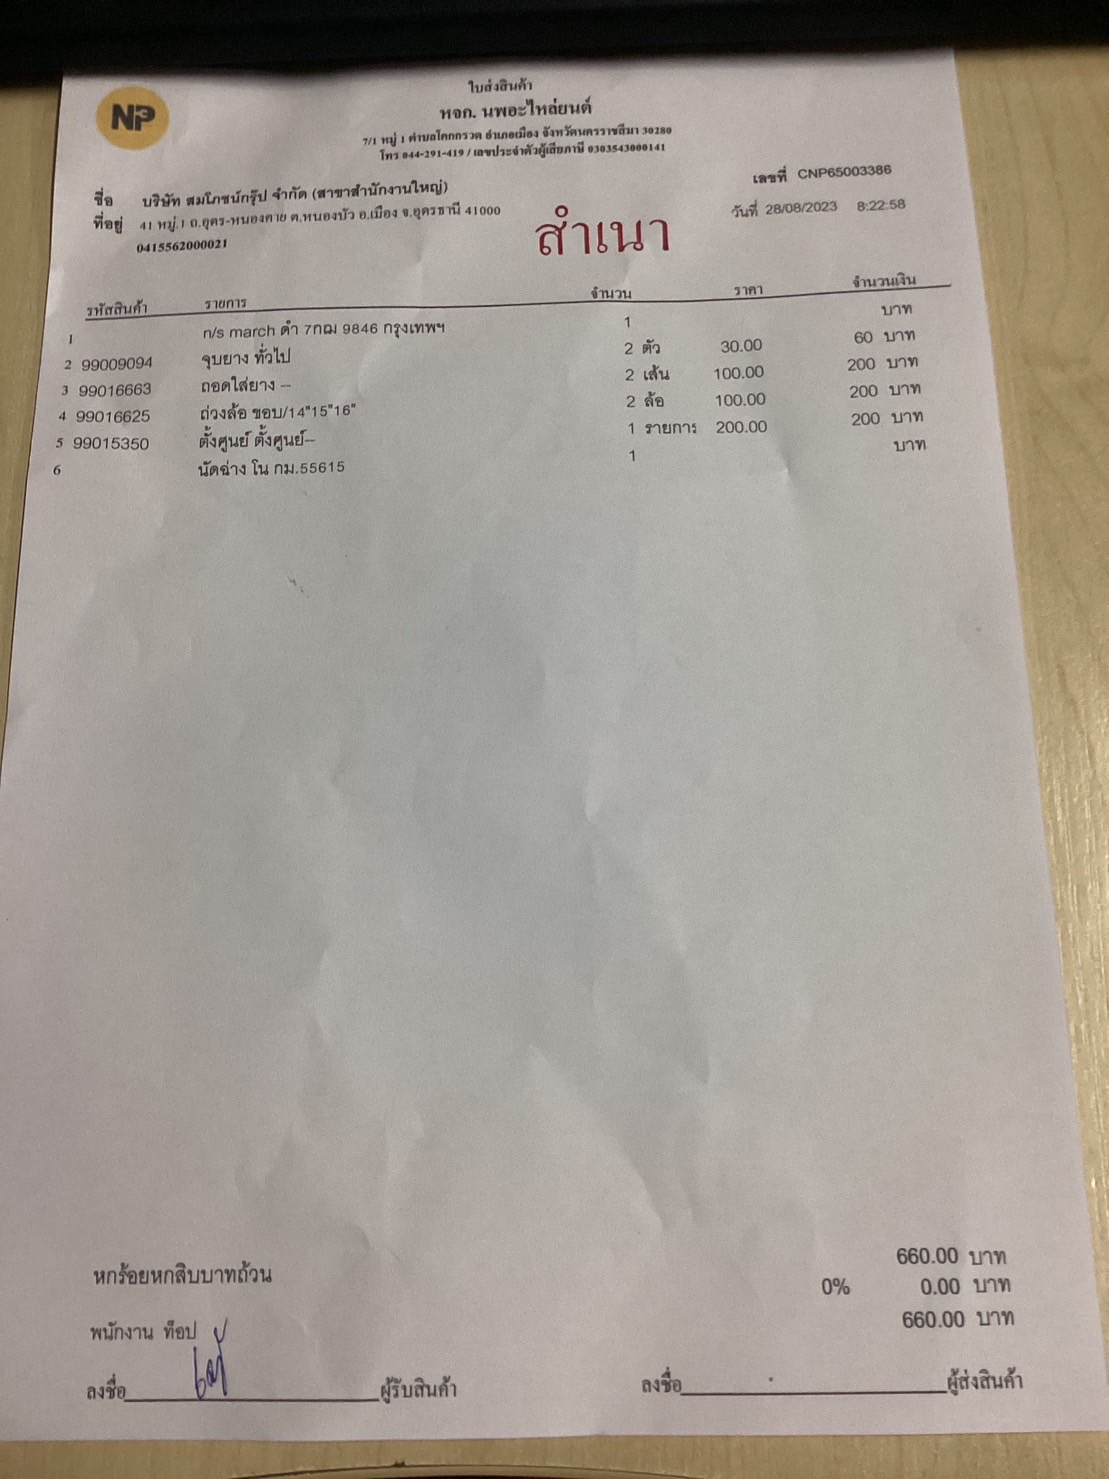 NP
ใบส่งสินค้า
หจก. นพอะไหล่ยนต์
7/1 หมู่ 1 ตำบลโคกกรวด อำเภอเมือง จังหวัดนครราชสีมา 30280
โทร 044-291-419 / เลขประจำตัวผู้เสียภาษี 0303543000141
เลขที่ CNP65003386
ชื่อ บริษัท สมโภชน์กรุ๊ป จำกัด (สาขาสำนักงานใหญ่)
วันที่ 28/08/2023 8:22:58
ที่อยู่ 41 หมู่.1 ถ.อุดร-หนองคาย ต.หนองบัว อ.เมือง จ.อุดรธานี 41000
0415562000021
สำเนา
รหัสสินค้า รายการ จำนวน ราคา จำนวนเงิน
1 n/s march ดำ 7กฌ 9846 กรุงเทพฯ 1 บาท
2 99009094 จุบยาง ทั่วไป 2 ตัว 30.00 60 บาท
3 99016663 ถอดใส่ยาง -- 2 เส้น 100.00 200 บาท
4 99016625 ถ่วงล้อ ขอบ/14"15"16" 2 ล้อ 100.00 200 บาท
5 99015350 ตั้งศูนย์ ตั้งศูนย์-- 1 รายการ 200.00 200 บาท
6 นัดฉ่าง โน กม.55615 1 บาท
660.00 บาท
หกร้อยหกสิบบาทถ้วน
0% 0.00 บาท
660.00 บาท
พนักงาน ท็อป
ลงชื่อ ผู้รับสินค้า ลงชื่อ ผู้ส่งสินค้า